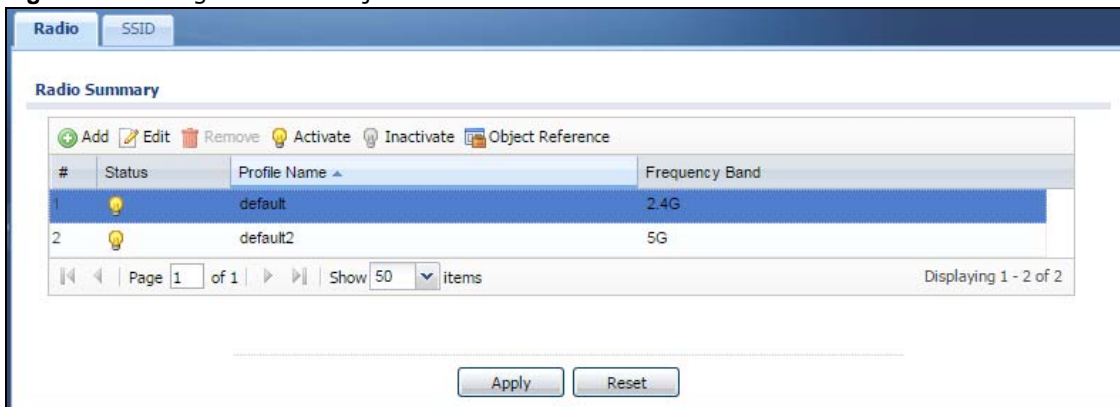 Radio SSID
Radio Summary
Add Edit Remove Activate Inactivate Object Reference
# Status Profile Name Frequency Band
1 default 2.4G
2 default2 5G
Page 1 of 1 Show 50 items Displaying 1 - 2 of 2
Apply Reset